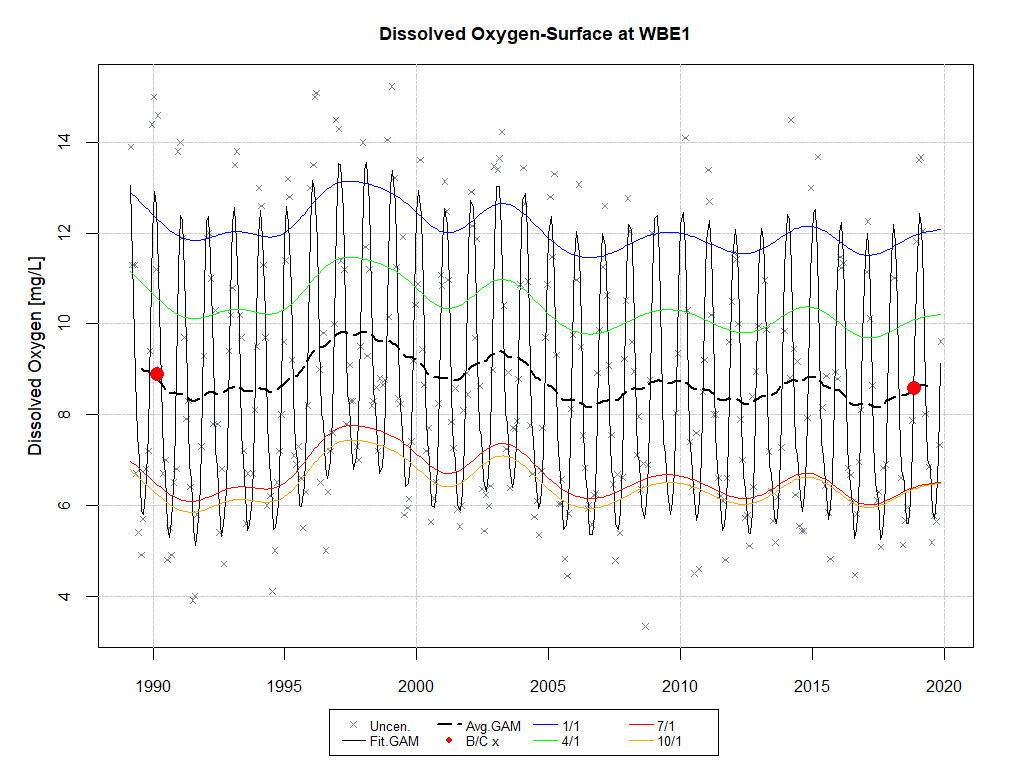 Dissolved Oxygen-Surface at WBE1
Dissolved Oxygen [mg/L]
14
12
10
8
6
4
1990 1995 2000 2005 2010 2015 2020
Uncen. Avg.GAM 1/1 7/1
Fit.GAM B/C x 4/1 10/1